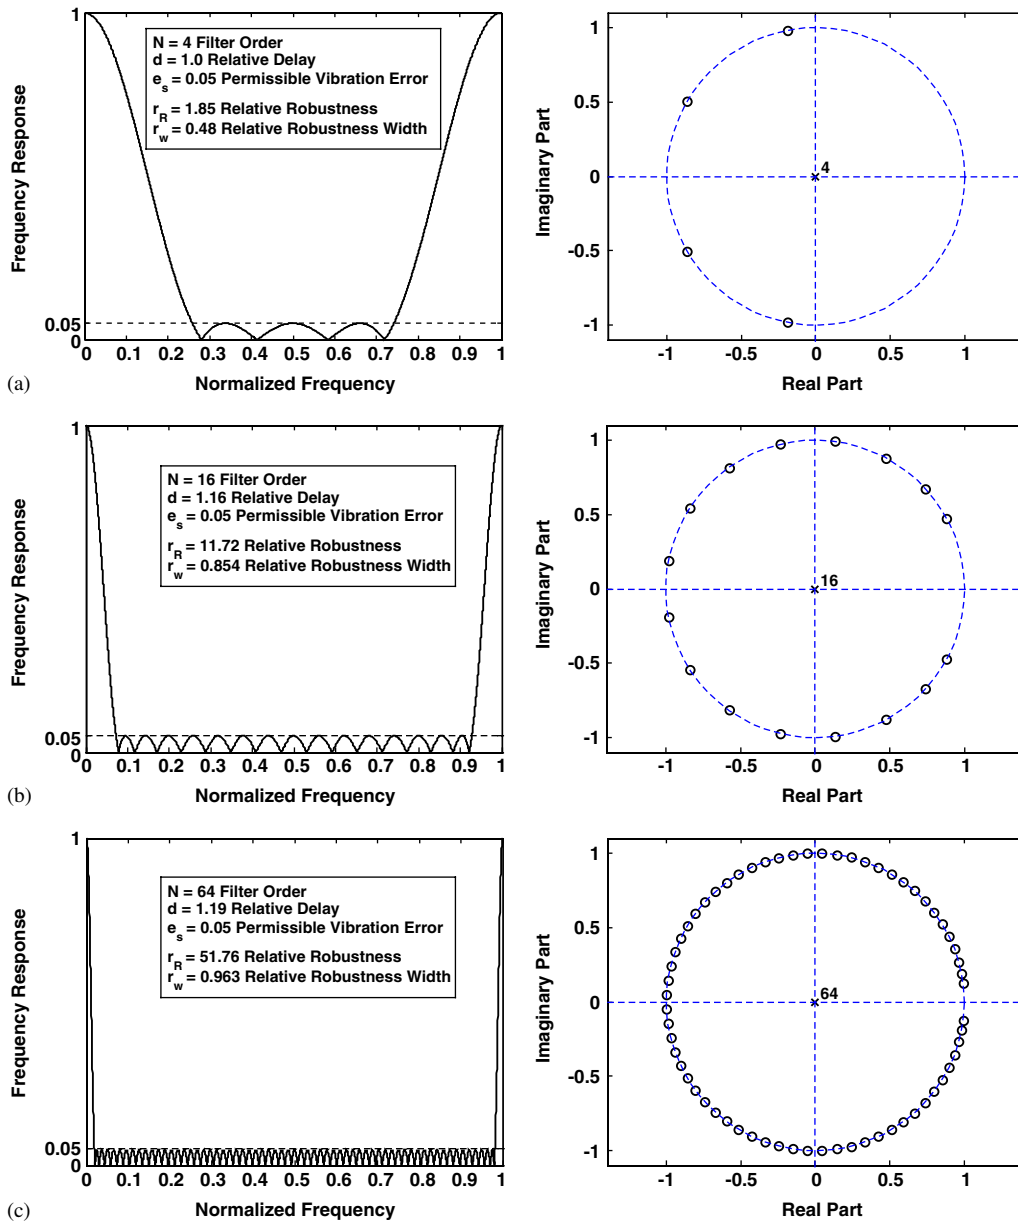 1
N = 4 Filter Order
d = 1.0 Relative Delay
es = 0.05 Permissible Vibration Error
rR = 1.85 Relative Robustness
rw = 0.48 Relative Robustness Width
Frequency Response
0.05
0
0 0.1 0.2 0.3 0.4 0.5 0.6 0.7 0.8 0.9 1
Normalized Frequency
(a)
1
0.5
0
-0.5
-1
Imaginary Part
4
-1 -0.5 0 0.5 1
Real Part
1
N = 16 Filter Order
d = 1.16 Relative Delay
es = 0.05 Permissible Vibration Error
rR = 11.72 Relative Robustness
rw = 0.854 Relative Robustness Width
Frequency Response
0.05
0
0 0.1 0.2 0.3 0.4 0.5 0.6 0.7 0.8 0.9 1
Normalized Frequency
(b)
1
0.5
0
-0.5
-1
Imaginary Part
16
-1 -0.5 0 0.5 1
Real Part
1
N = 64 Filter Order
d = 1.19 Relative Delay
es = 0.05 Permissible Vibration Error
rR = 51.76 Relative Robustness
rw = 0.963 Relative Robustness Width
Frequency Response
0.05
0
0 0.1 0.2 0.3 0.4 0.5 0.6 0.7 0.8 0.9 1
Normalized Frequency
(c)
1
0.5
0
-0.5
-1
Imaginary Part
64
-1 -0.5 0 0.5 1
Real Part